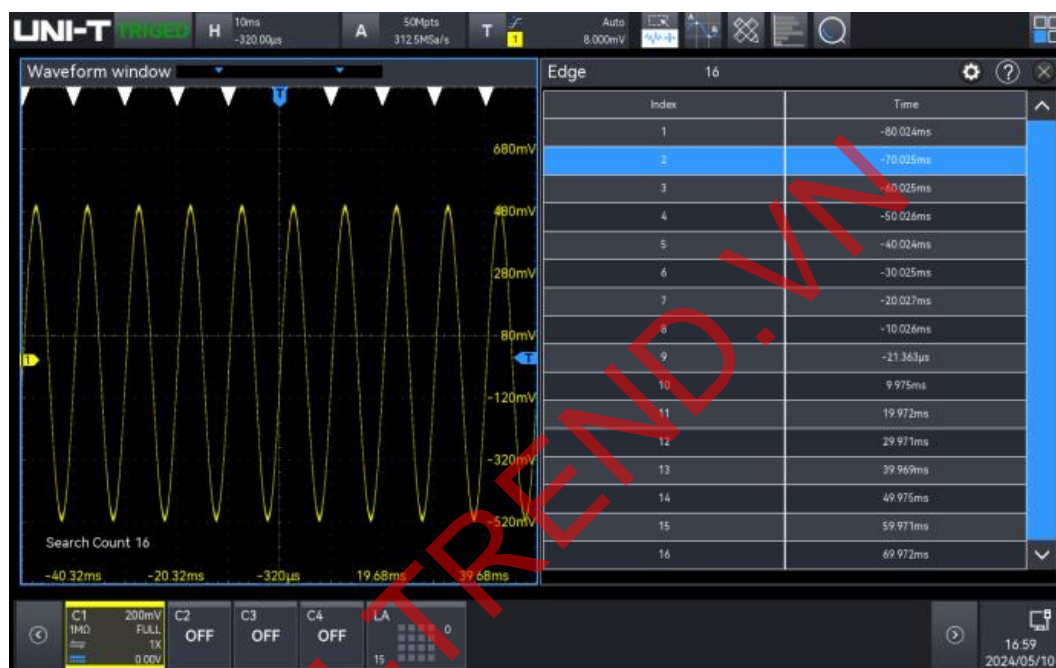 UNI-T TRIGED H 10ms -320.00µs A 50Mpts 312.5MSa/s T 1 Auto 8.000mV
Waveform window
T
680mV
480mV
280mV
80mV
1 T
-120mV
-320mV
-520mV
Search Count 16
-40.32ms -20.32ms -320µs 19.68ms 39.68ms
Edge 16
Index Time
1 -80.024ms
2 -70.025ms
3 -60.025ms
4 -50.026ms
5 -40.024ms
6 -30.025ms
7 -20.027ms
8 -10.026ms
9 -21.363µs
10 9.975ms
11 19.972ms
12 29.971ms
13 39.969ms
14 49.975ms
15 59.971ms
16 69.972ms
C1 200mV C2 C3 C4 LA
1MΩ FULL OFF OFF OFF 0
1X
0.00V 15
16:59
2024/05/10
TREND.VN